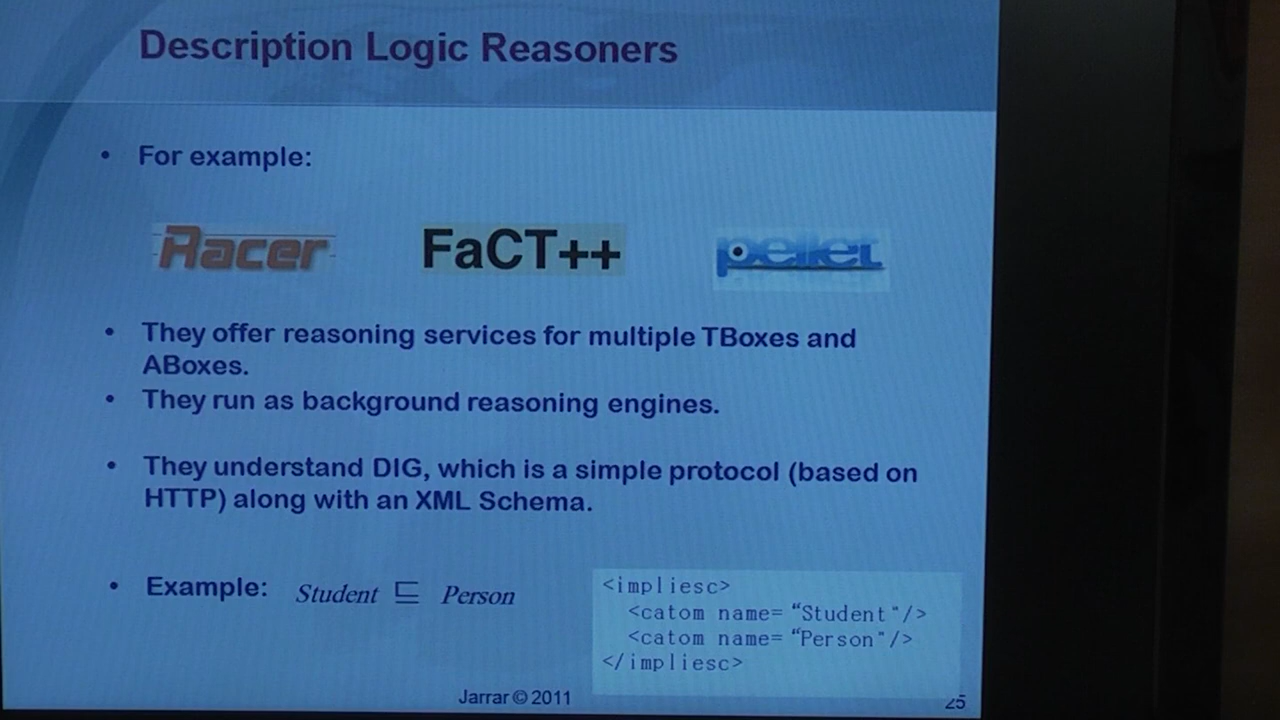 Description Logic Reasoners
• For example:
Racer FaCT++ pellet
• They offer reasoning services for multiple TBoxes and
ABoxes.
• They run as background reasoning engines.
• They understand DIG, which is a simple protocol (based on
HTTP) along with an XML Schema.
• Example: Student ⊑ Person
<impliesc>
<catom name= “Student"/>
<catom name= “Person"/>
</impliesc>
Jarrar © 2011
25